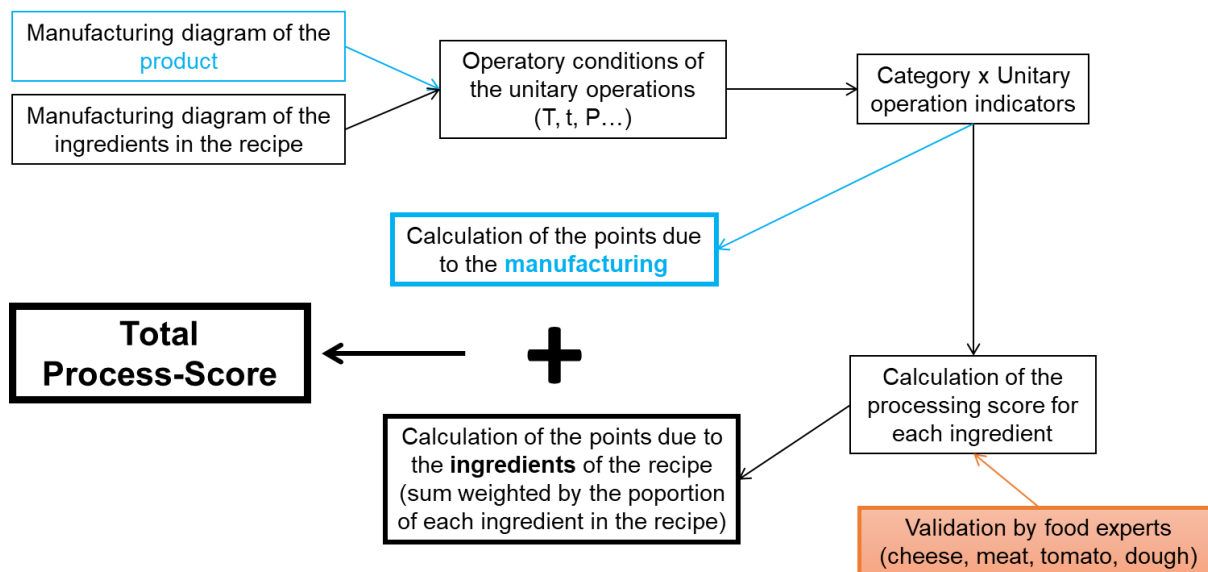 Manufacturing diagram of the
product
Manufacturing diagram of the
ingredients in the recipe
Operatory conditions of
the unitary operations
(T, t, P…)
Category x Unitary
operation indicators
Calculation of the points due
to the manufacturing
+
Total
Process-Score
Calculation of the
processing score for
each ingredient
Calculation of the points due to
the ingredients of the recipe
(sum weighted by the poportion
of each ingredient in the recipe)
Validation by food experts
(cheese, meat, tomato, dough)